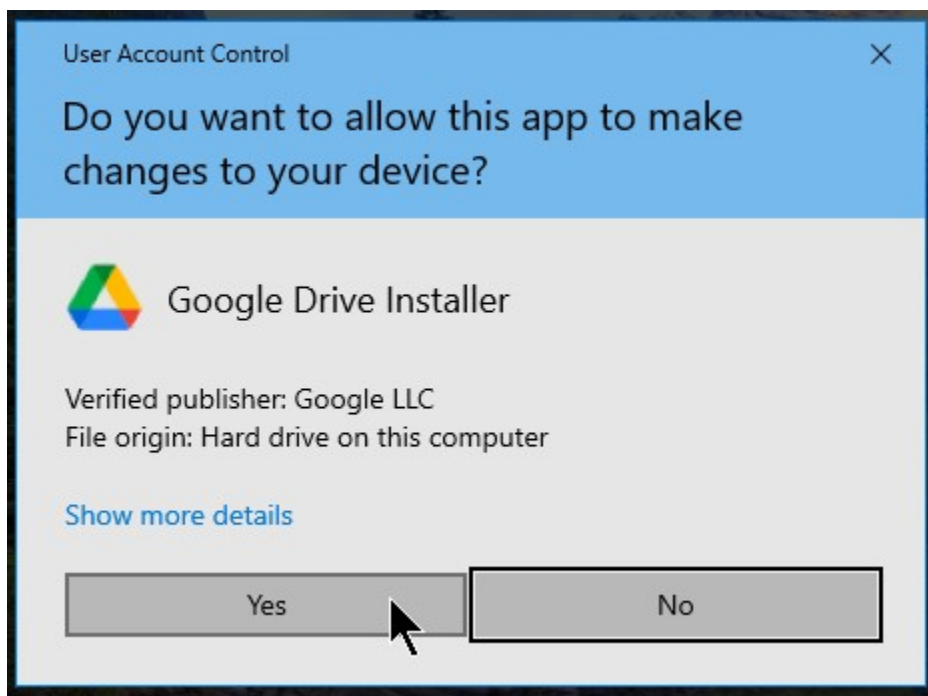 User Account Control
Do you want to allow this app to make
changes to your device?
Google Drive Installer
Verified publisher: Google LLC
File origin: Hard drive on this computer
Show more details
Yes
No